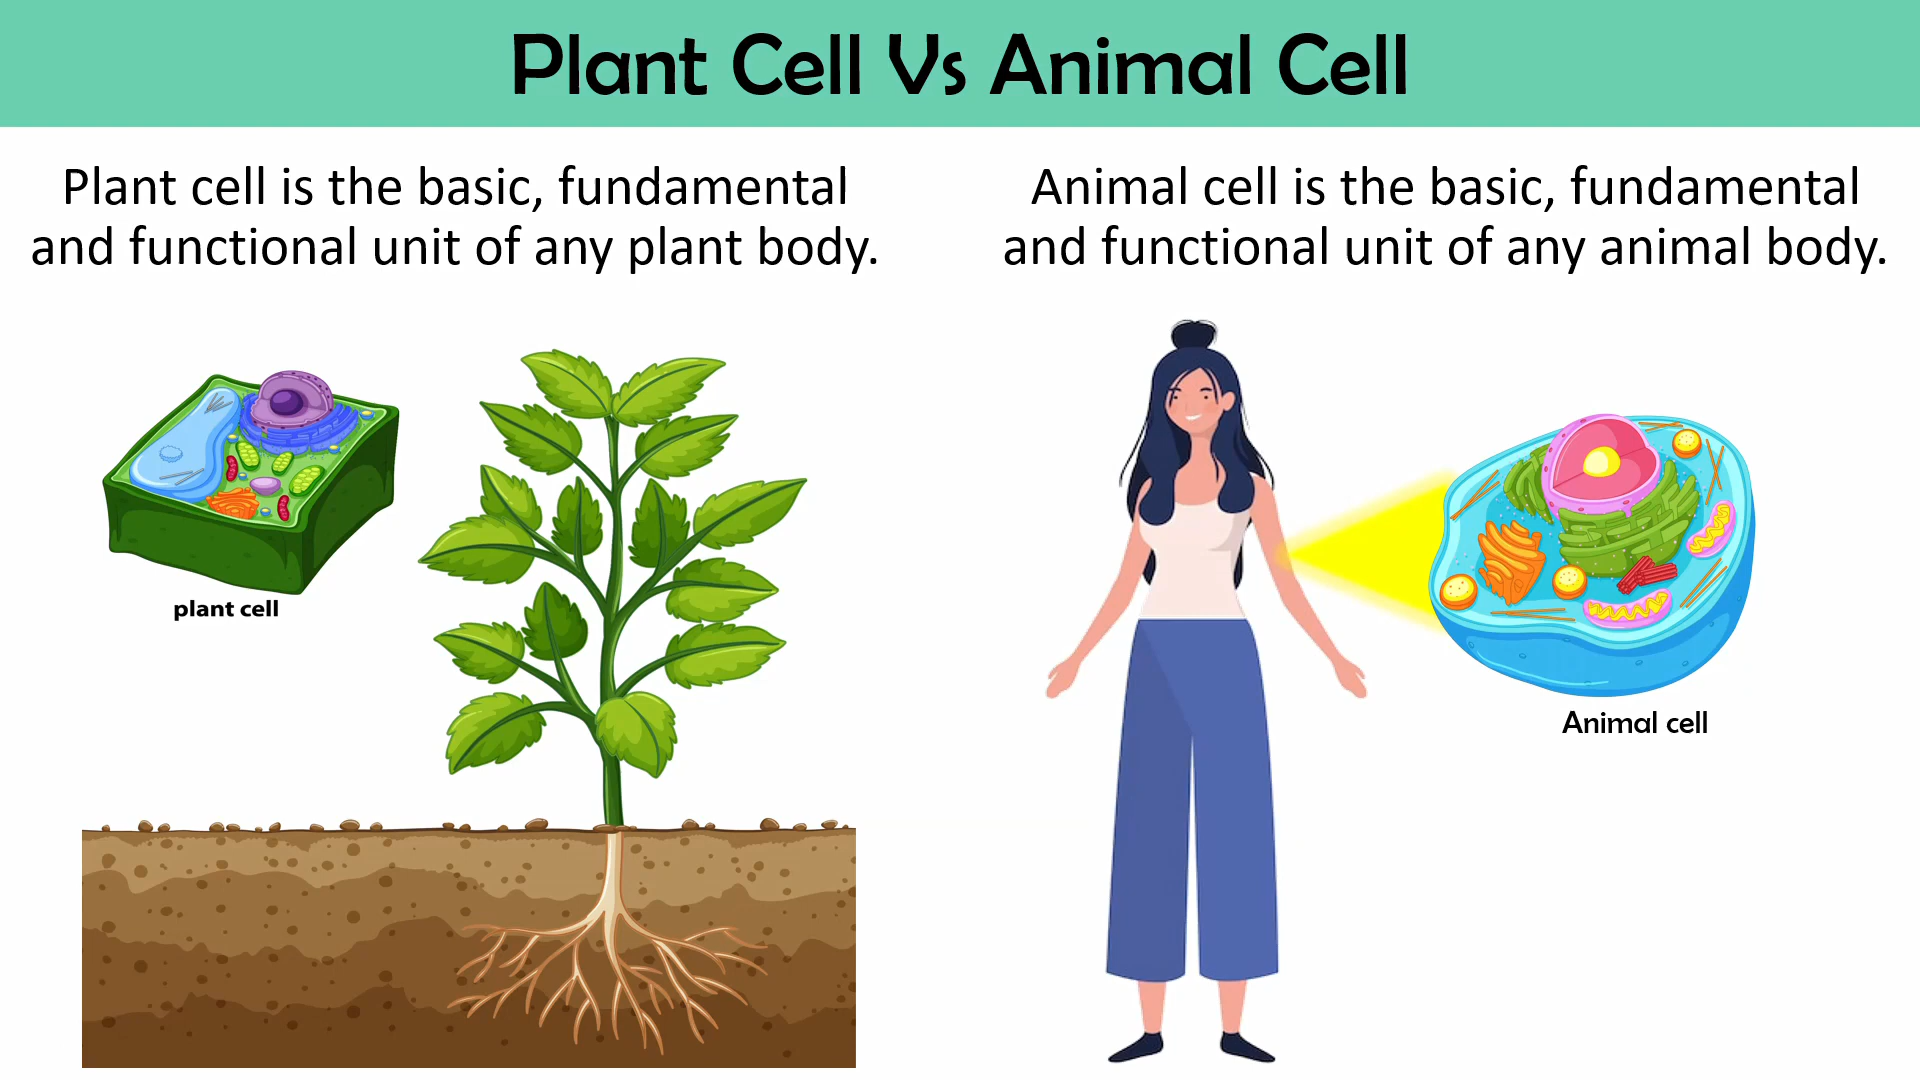 Plant Cell Vs Animal Cell
Plant cell is the basic, fundamental
and functional unit of any plant body.
Animal cell is the basic, fundamental
and functional unit of any animal body.
plant cell
Animal cell